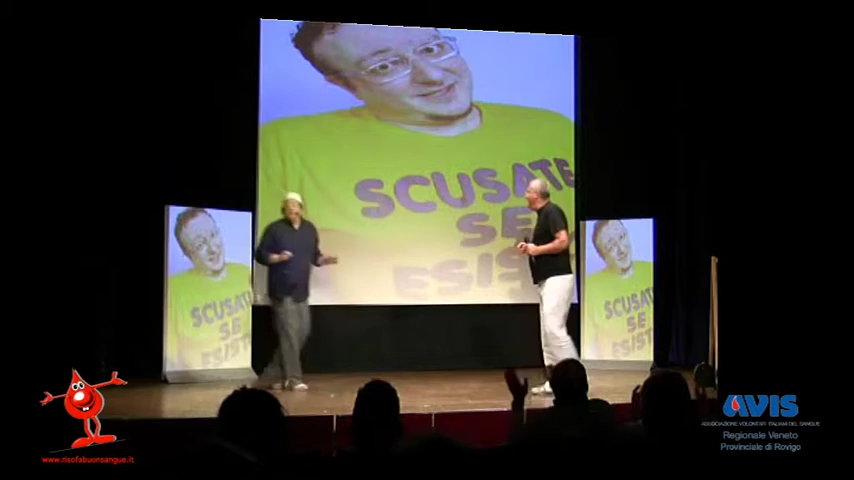 SCUSATE
SE
ESIST
SCUSATE
SE
ESIST
SCUSATE
SE
ESIST
www.risofabuonsangue.it
AVIS
ASSOCIAZIONE VOLONTARI ITALIANI DEL SANGUE
Regionale Veneto
Provinciale di Rovigo